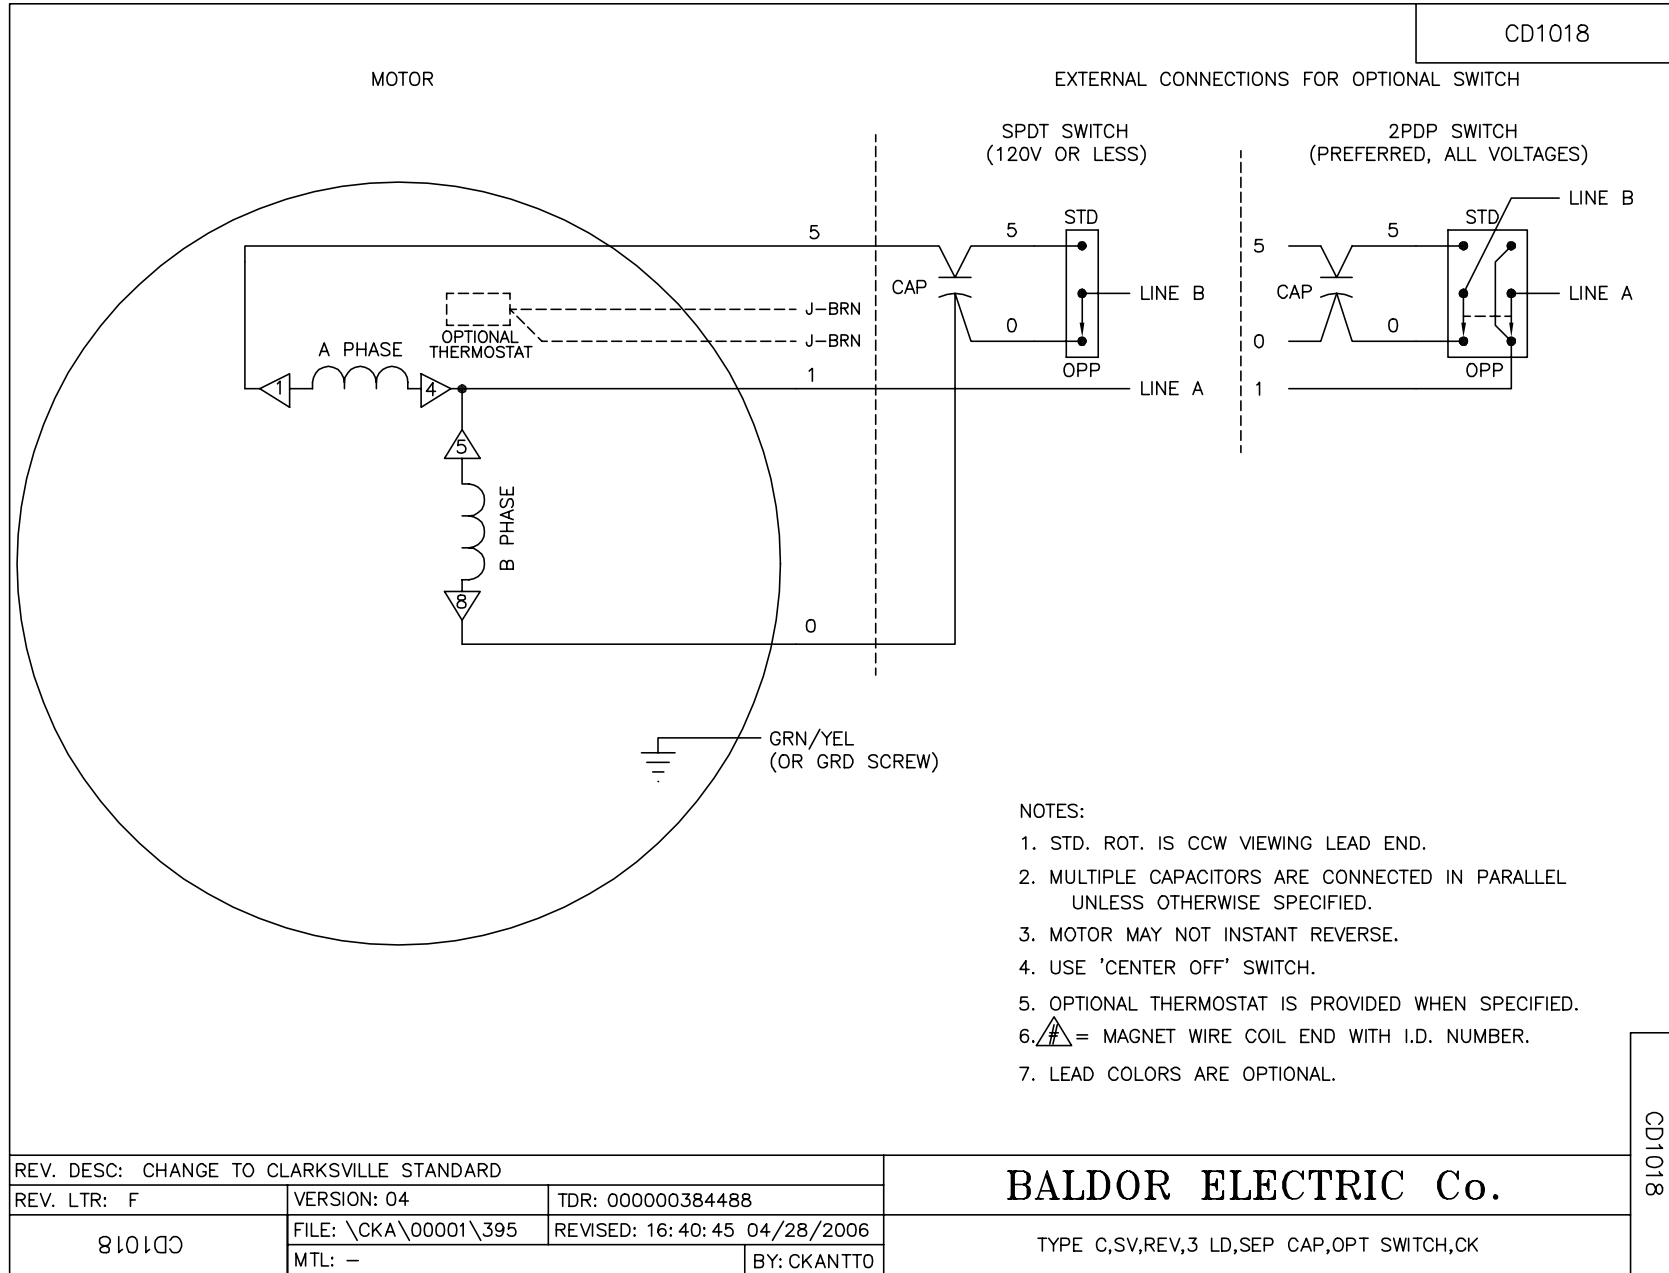 CD1018
MOTOR
EXTERNAL CONNECTIONS FOR OPTIONAL SWITCH
SPDT SWITCH
(120V OR LESS)
2PDP SWITCH
(PREFERRED, ALL VOLTAGES)
LINE B
STD
STD
5
5
5
5
CAP
LINE B
CAP
LINE A
J-BRN
0
0
OPTIONAL
THERMOSTAT
J-BRN
0
A PHASE
OPP
OPP
1
1
4
LINE A
1
5
B PHASE
8
0
GRN/YEL
(OR GRD SCREW)
NOTES:
1. STD. ROT. IS CCW VIEWING LEAD END.
2. MULTIPLE CAPACITORS ARE CONNECTED IN PARALLEL
UNLESS OTHERWISE SPECIFIED.
3. MOTOR MAY NOT INSTANT REVERSE.
4. USE 'CENTER OFF' SWITCH.
5. OPTIONAL THERMOSTAT IS PROVIDED WHEN SPECIFIED.
6. # = MAGNET WIRE COIL END WITH I.D. NUMBER.
7. LEAD COLORS ARE OPTIONAL.
CD1018
REV. DESC: CHANGE TO CLARKSVILLE STANDARD
REV. LTR: F
VERSION: 04
TDR: 000000384488
BALDOR ELECTRIC Co.
CD1018
FILE: \CKA\00001\395
REVISED: 16:40:45 04/28/2006
MTL: -
BY: CKANTT0
TYPE C,SV,REV,3 LD,SEP CAP,OPT SWITCH,CK